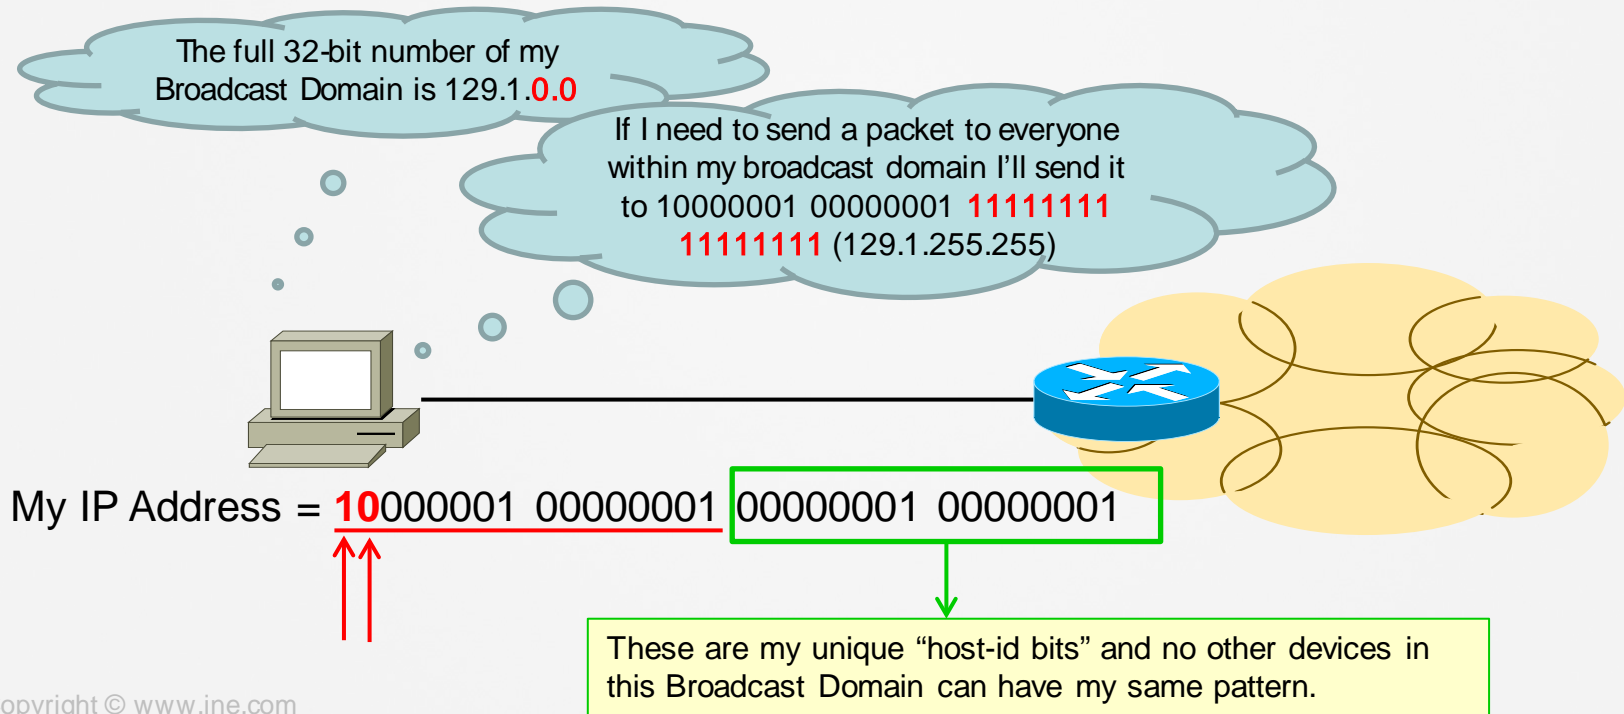 The full 32-bit number of my
Broadcast Domain is 129.1.0.0
If I need to send a packet to everyone
within my broadcast domain I'll send it
to 10000001 00000001 11111111
11111111 (129.1.255.255)
My IP Address = 10000001 00000001 00000001 00000001
These are my unique “host-id bits” and no other devices in
this Broadcast Domain can have my same pattern.
opyright © www.ine.com